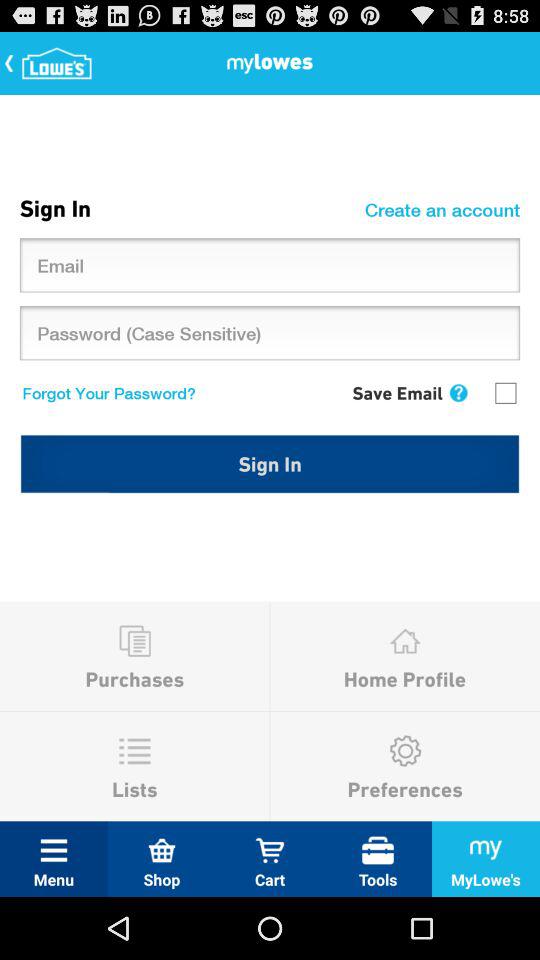 esc 8:58
LOWE'S mylowes
Sign In Create an account
Email
Password (Case Sensitive)
Forgot Your Password? Save Email ?
Sign In
Purchases Home Profile
Lists Preferences
my
Menu Shop Cart Tools MyLowe's